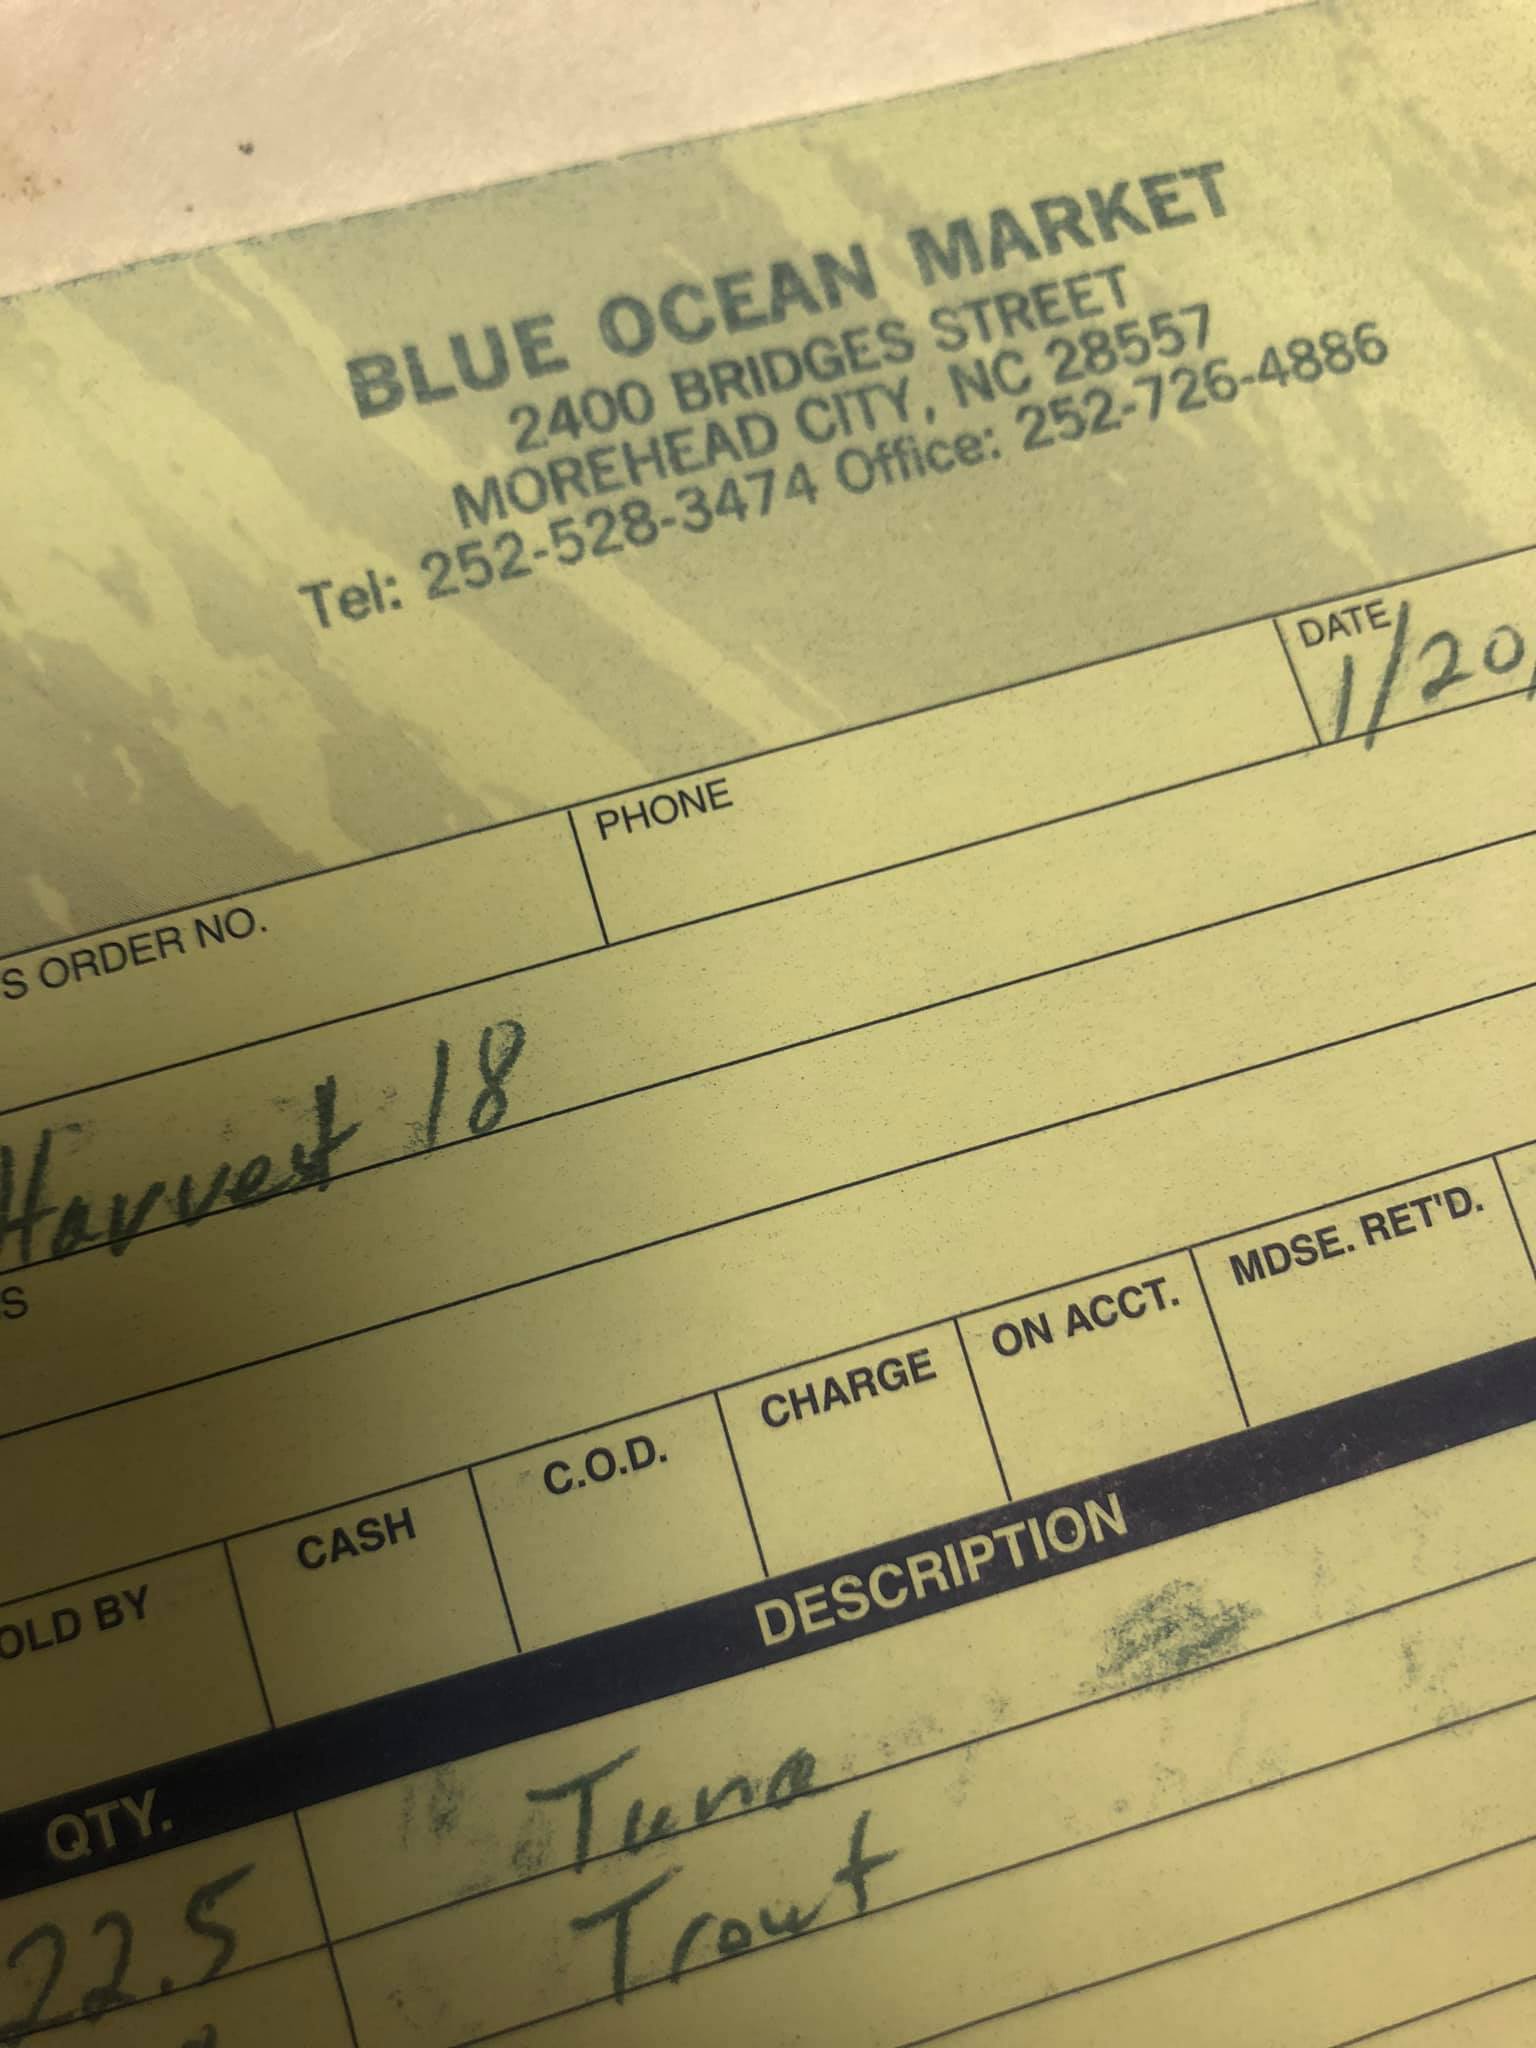 BLUE OCEAN MARKET
2400 BRIDGES STREET
MOREHEAD CITY, NC 28557
Tel: 252-528-3474 Office: 252-726-4886
S ORDER NO. PHONE DATE 1/20/
Harvest 18
S
OLD BY CASH C.O.D. CHARGE ON ACCT. MDSE. RET'D.
QTY. DESCRIPTION
22.5 Tuna
Trout